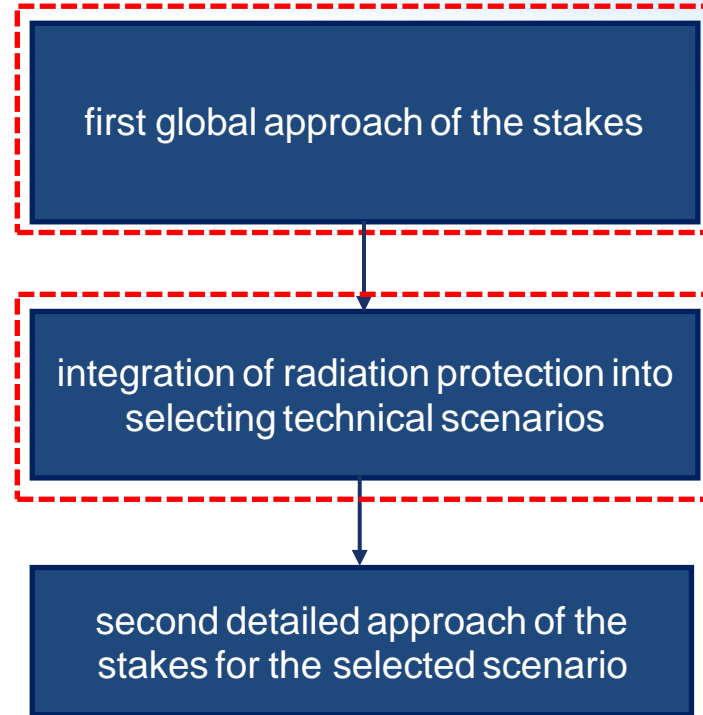 first global approach of the stakes
integration of radiation protection into
selecting technical scenarios
second detailed approach of the
stakes for the selected scenario